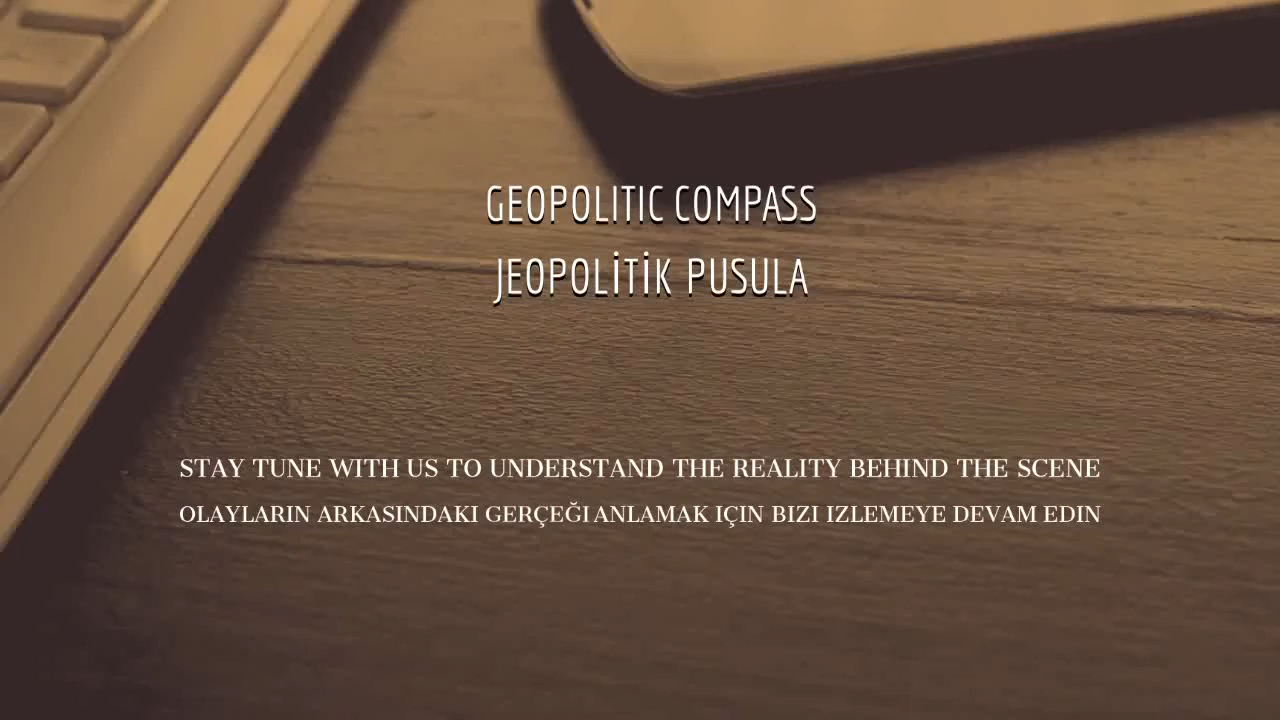 GEOPOLITIC COMPASS
JEOPOLİTİK PUSULA
STAY TUNE WITH US TO UNDERSTAND THE REALITY BEHIND THE SCENE
OLAYLARIN ARKASINDAKI GERÇEĞI ANLAMAK IÇIN BIZI IZLEMEYE DEVAM EDIN